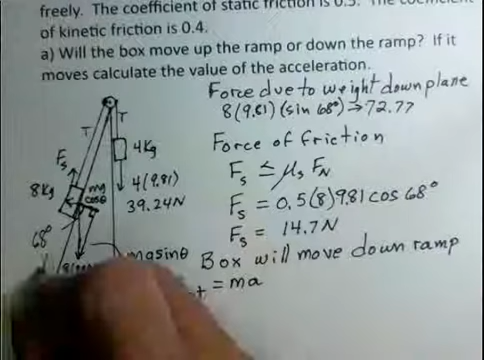 freely. The coefficient of static friction is 0.5. The coefficient
of kinetic friction is 0.4.
a) Will the box move up the ramp or down the ramp? If it
moves calculate the value of the acceleration.
Force due to weight down plane
8(9.81)(sin 68°) ⇒ 72.77
Force of friction
Fs ≤ μs FN
Fs = 0.5(8)9.81 cos 68°
Fs = 14.7N
Box will move down ramp
= ma
T
T
4Kg
Fs
4(9.81)
39.24N
8Kg
mg
cosθ
68°
mgsinθ